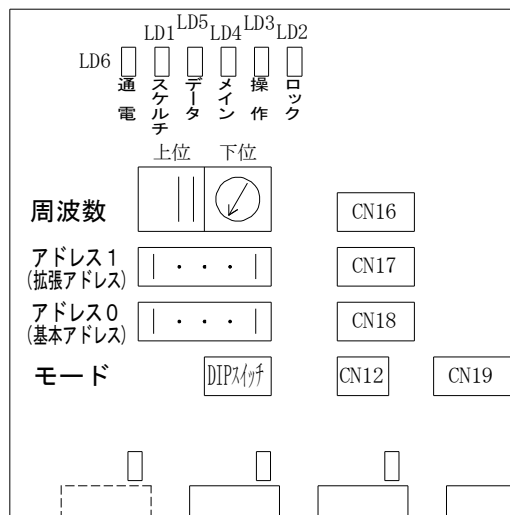 LD6 LD1 LD5 LD4 LD3 LD2
通電 スケルチ データ メイン 操作 ロック
上位 下位
周波数 CN16
アドレス1 CN17
(拡張アドレス)
アドレス0 CN18
(基本アドレス)
モード DIPスイッチ CN12 CN19